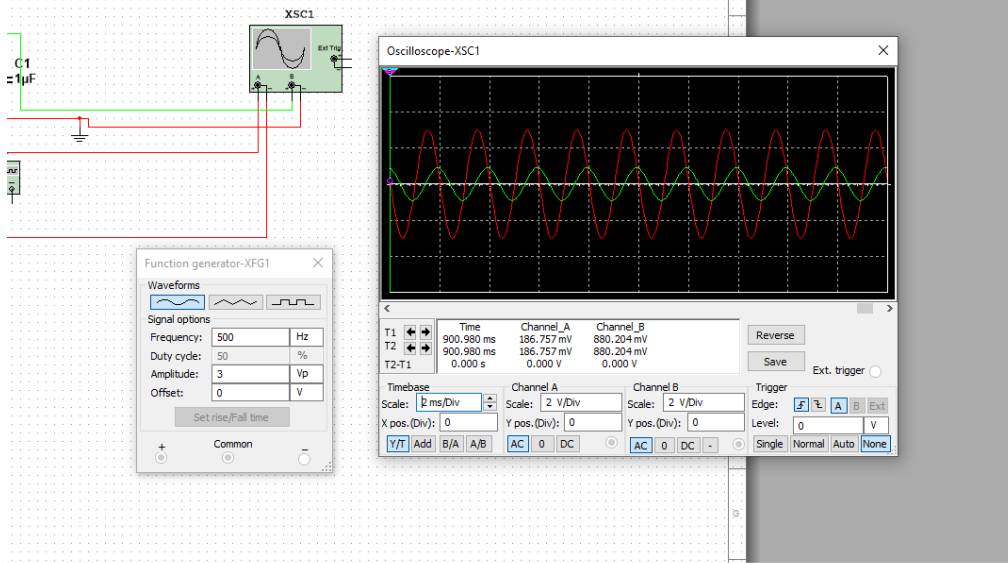 XSC1
Ext Trig
A
B
C1
1µF
Oscilloscope-XSC1
Time Channel_A Channel_B
T1 900.980 ms 186.757 mV 880.204 mV
T2 900.980 ms 186.757 mV 880.204 mV
T2-T1 0.000 s 0.000 V 0.000 V
Reverse
Save
Ext. trigger
Timebase
Scale: 2 ms/Div
X pos.(Div): 0
Y/T Add B/A A/B
Channel A
Scale: 2 V/Div
Y pos.(Div): 0
AC 0 DC
Channel B
Scale: 2 V/Div
Y pos.(Div): 0
AC 0 DC -
Trigger
Edge: A B Ext
Level: 0 V
Single Normal Auto None
Function generator-XFG1
Waveforms
Signal options
Frequency: 500 Hz
Duty cycle: 50 %
Amplitude: 3 Vp
Offset: 0 V
Set rise/Fall time
+ Common −
G